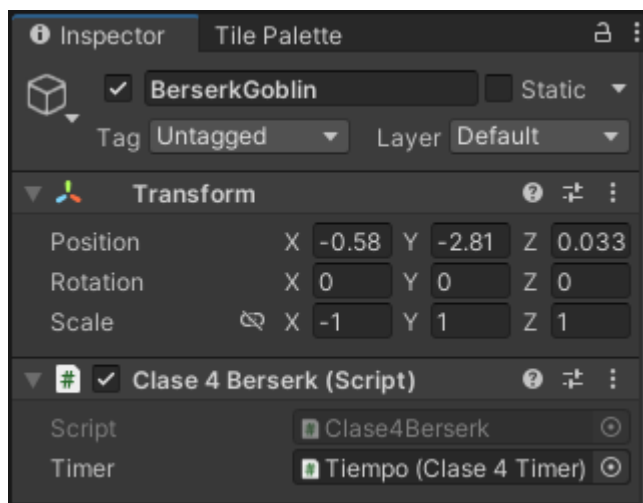 Inspector Tile Palette
BerserkGoblin Static
Tag Untagged Layer Default
Transform
Position X -0.58 Y -2.81 Z 0.033
Rotation X 0 Y 0 Z 0
Scale X -1 Y 1 Z 1
# Clase 4 Berserk (Script)
Script # Clase4Berserk
Timer # Tiempo (Clase 4 Timer)